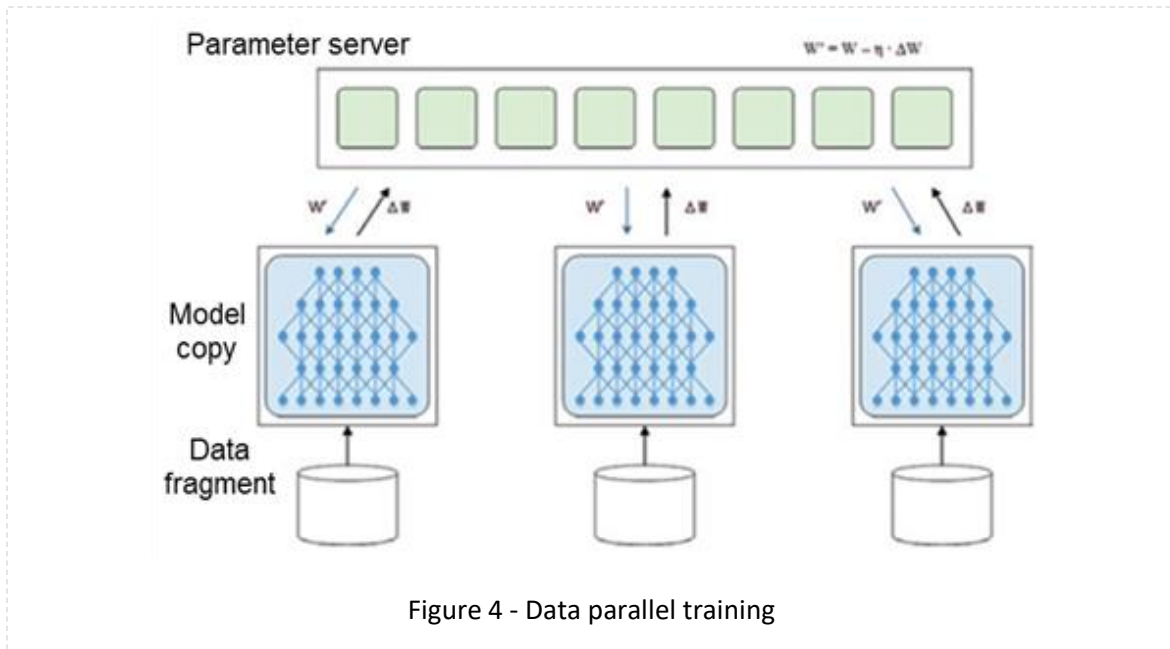 Parameter server
W' = W – η · ΔW
W' ΔW W' ΔW W' ΔW
Model
copy
Data
fragment
Figure 4 - Data parallel training